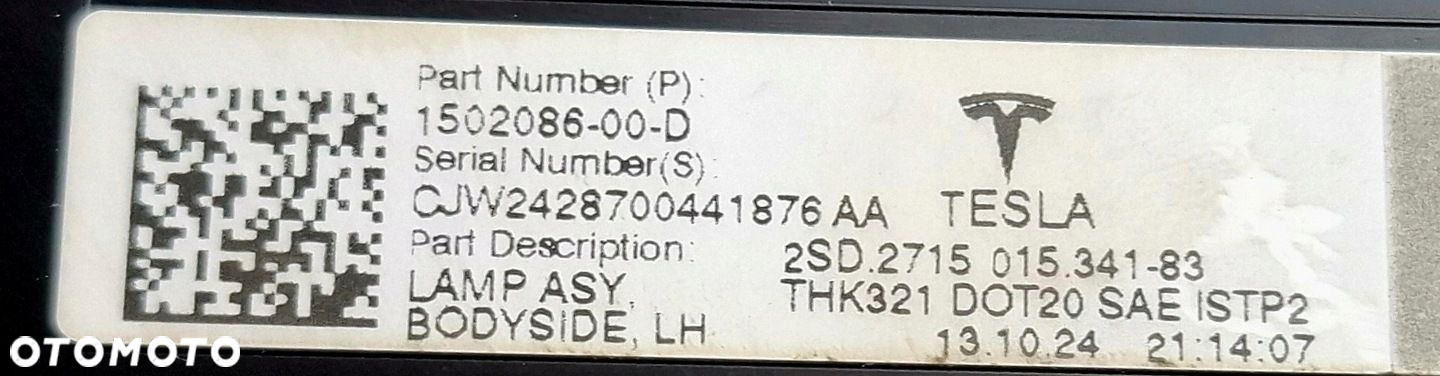 Part Number (P):
1502086-00-D
Serial Number(S):
CJW2428700441876 AA
TESLA
Part Description:
2SD.2715 015.341-83
LAMP ASY,
THK321 DOT20 SAE ISTP2
BODYSIDE, LH
13.10.24 21:14:07
OTOMOTO